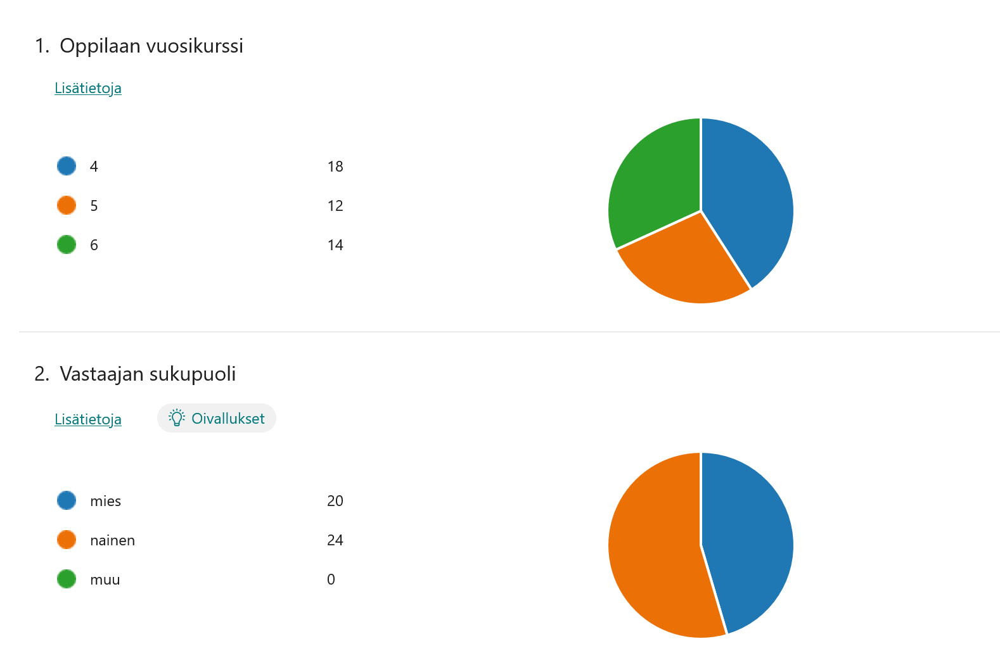 1. Oppilaan vuosikurssi
Lisätietoja
4 18
5 12
6 14
2. Vastaajan sukupuoli
Lisätietoja Oivallukset
mies 20
nainen 24
muu 0